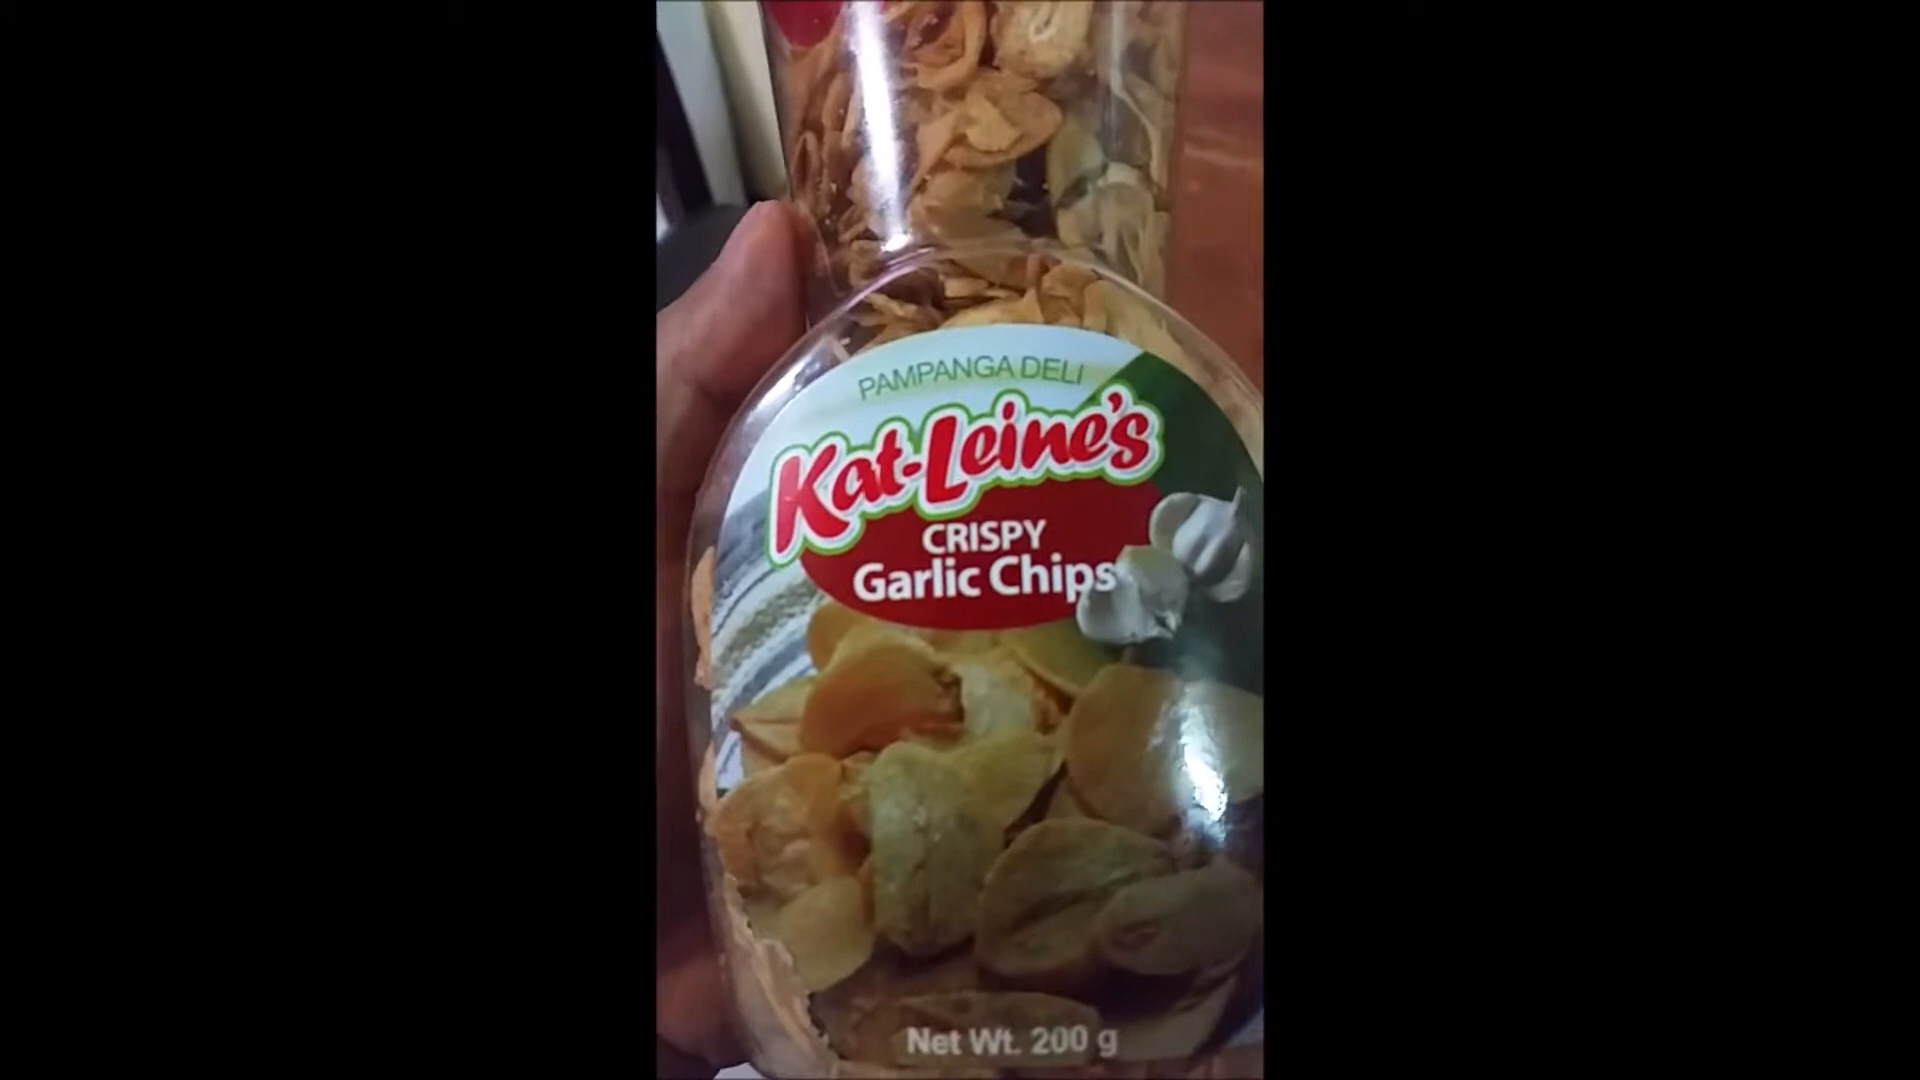 PAMPANGA DELI
Kat-Leine's
CRISPY
Garlic Chips
Net Wt. 200 g